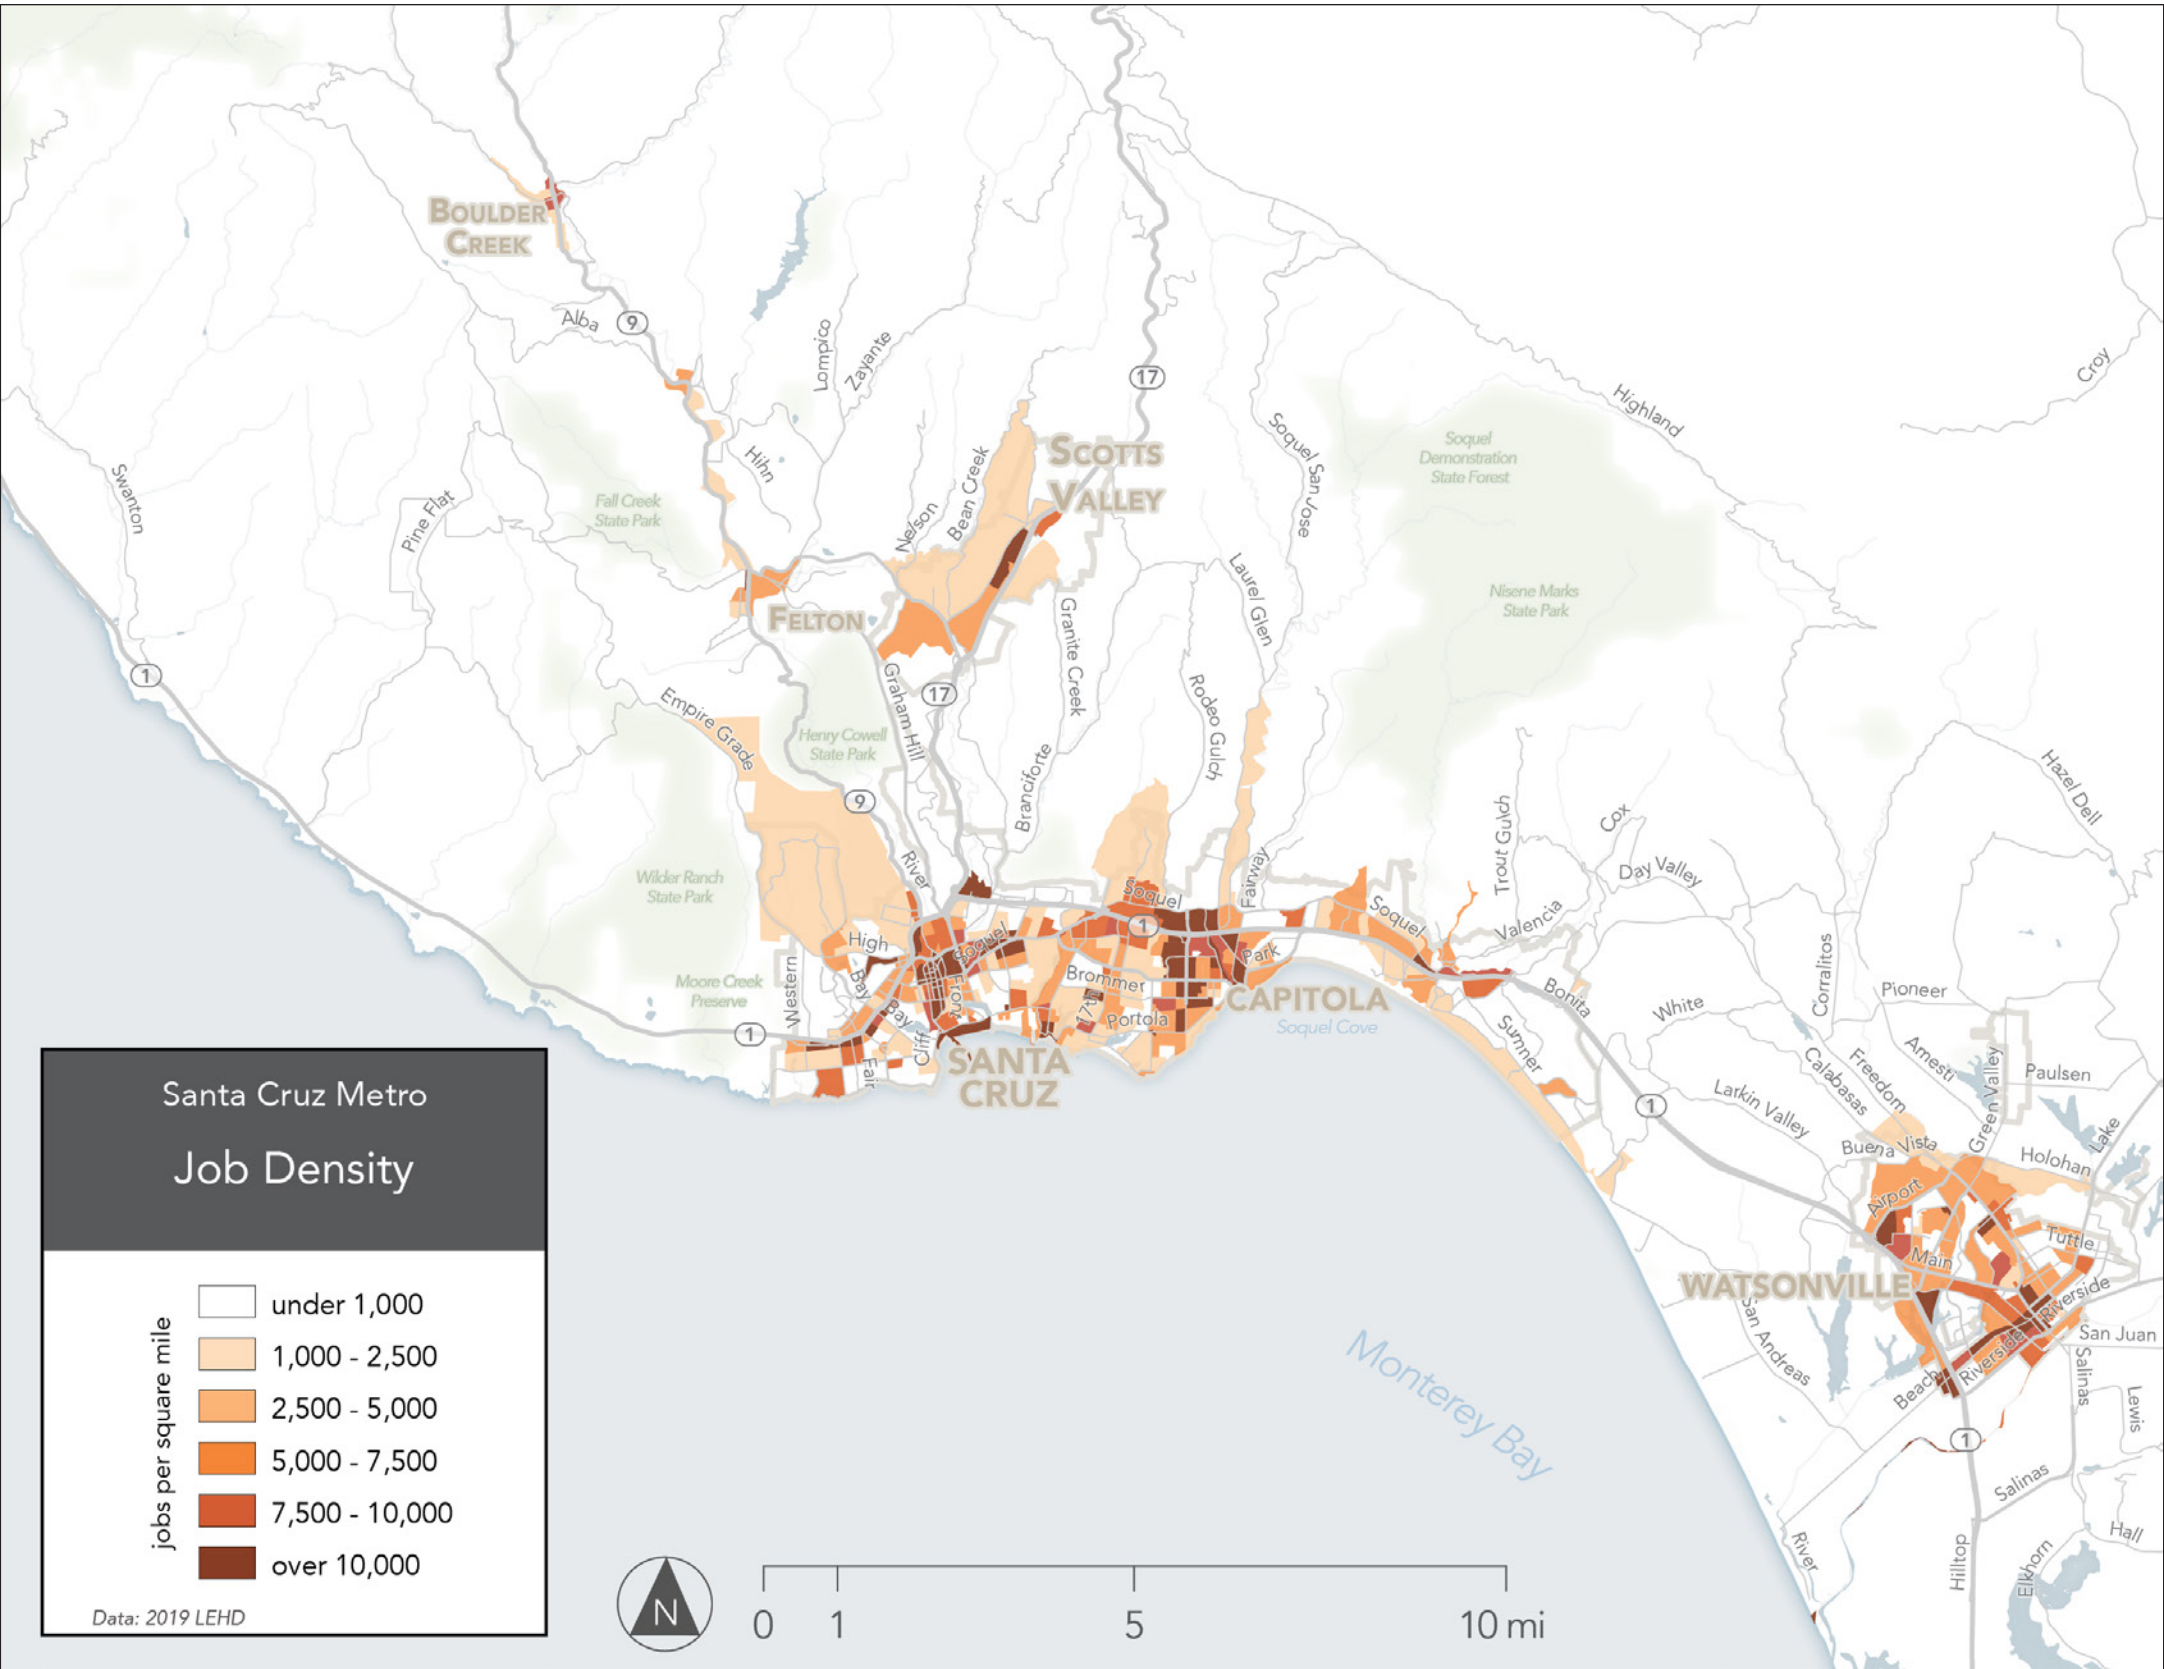 BOULDER
CREEK
Alba
9
Lompico
Zayante
17
Highland
Croy
Soquel San Jose
Soquel
Demonstration
State Forest
SCOTTS
VALLEY
Hihn
Swanton
Pine Flat
Fall Creek
State Park
Nelson
Bean Creek
Laurel Glen
Nisene Marks
State Park
FELTON
Granite Creek
1
17
Graham Hill
Rodeo Gulch
Empire Grade
Henry Cowell
State Park
Branciforte
9
Hazel Dell
Trout Gulch
Cox
Day Valley
River
Fairway
Wilder Ranch
State Park
Soquel
1
Soquel
Valencia
High
Soquel
Park
Corralitos
Western
Bay
Brommer
Moore Creek
Preserve
Front
17th
Portola
CAPITOLA
Soquel Cove
Bonita
White
Pioneer
1
Bay
Cliff
Fair
SANTA
CRUZ
Sumner
Calabasas
Freedom
Amesti
Green Valley
Paulsen
1
Larkin Valley
Lake
Buena Vista
Holohan
Airport
Tuttle
Main
WATSONVILLE
Riverside
San Andreas
San Juan
Riverside
Beach
Salinas
Lewis
1
Salinas
Hall
River
Hilltop
Elkhorn
Monterey Bay
Santa Cruz Metro
Job Density
jobs per square mile
under 1,000
1,000 - 2,500
2,500 - 5,000
5,000 - 7,500
7,500 - 10,000
over 10,000
Data: 2019 LEHD
N
0 1 5 10 mi